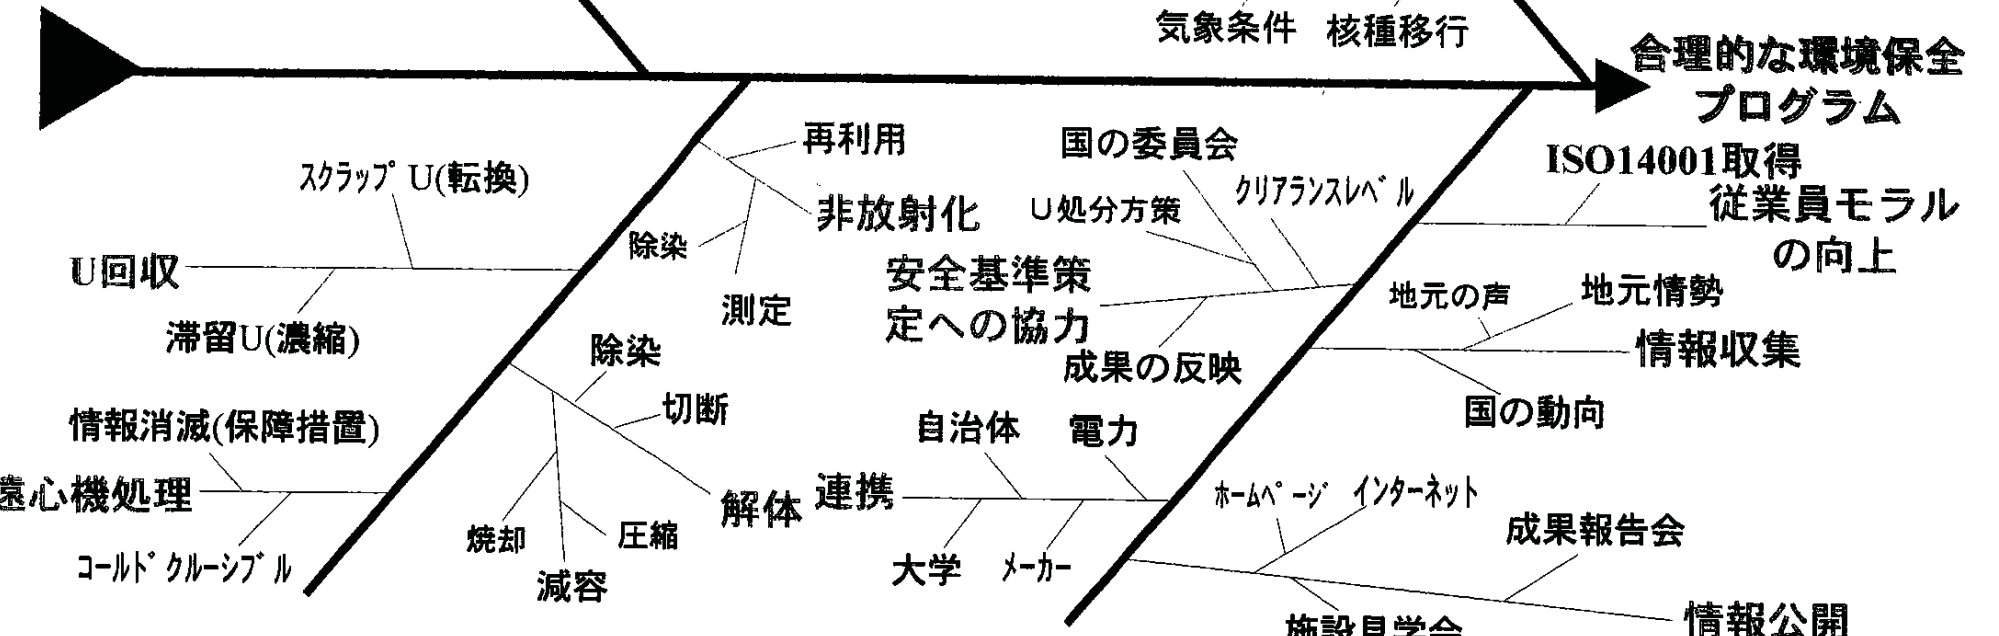 気象条件 核種移行
合理的な環境保全
プログラム
再利用
国の委員会
ISO14001取得
スクラップU(転換)
クリアランスレベル
非放射化
U処分方策
従業員モラル
の向上
除染
U回収
安全基準策
定への協力
測定
地元の声
地元情勢
滞留U(濃縮)
除染
成果の反映
情報収集
切断
国の動向
情報消滅(保障措置)
自治体
電力
遠心機処理
解体
連携
ホームページ
インターネット
焼却
圧縮
成果報告会
コールドクルーシブル
減容
大学
メーカー
施設見学会
情報公開